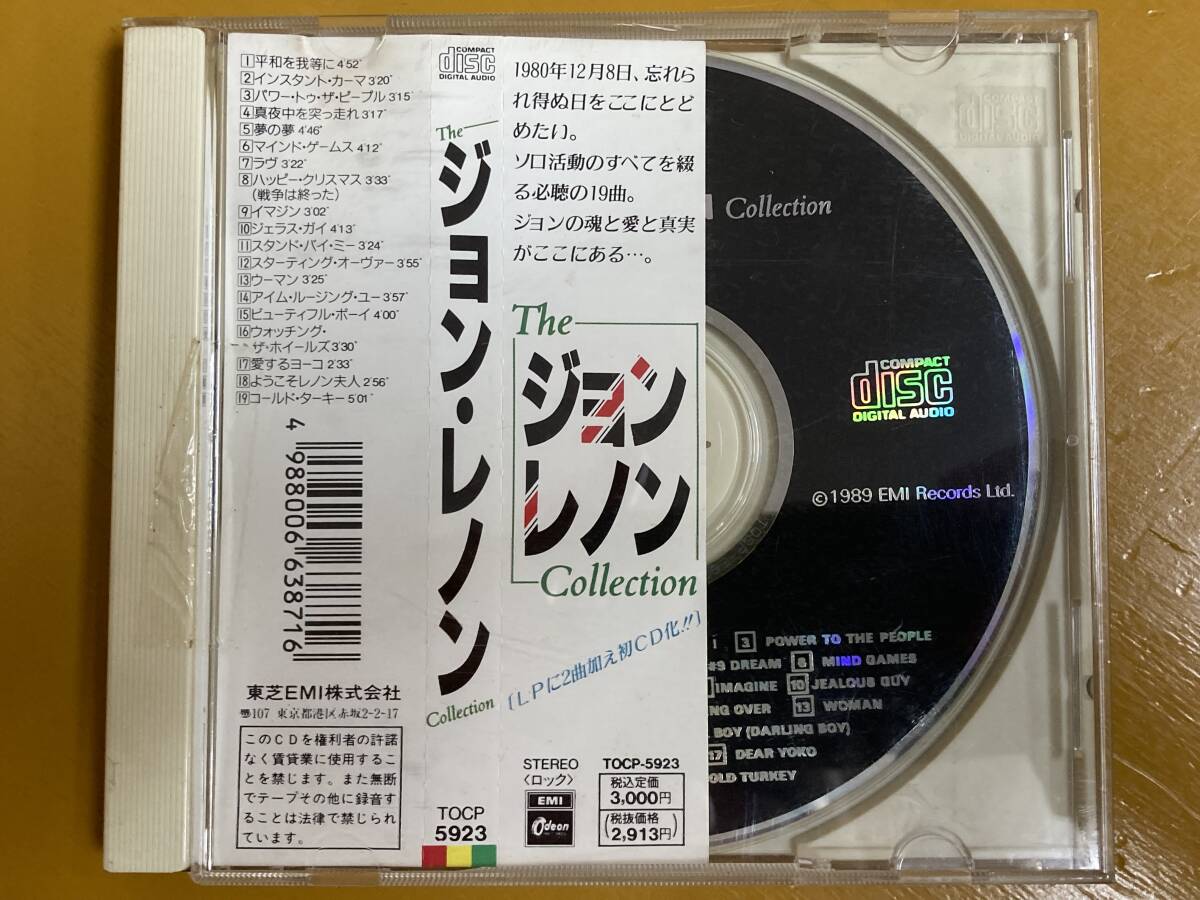 1 平和を我等に 4'52"
2 インスタント・カーマ 3'20"
3 パワー・トゥ・ザ・ピープル 3'15"
4 真夜中を突っ走れ 3'17"
5 夢の夢 4'46"
6 マインド・ゲームス 4'12"
7 ラヴ 3'22"
8 ハッピー・クリスマス 3'33"
(戦争は終った)
9 イマジン 3'02"
10 ジェラス・ガイ 4'13"
11 スタンド・バイ・ミー 3'24"
12 スターティング・オーヴァー 3'55"
13 ウーマン 3'25"
14 アイム・ルージング・ユー 3'57"
15 ビューティフル・ボーイ 4'00"
16 ウォッチング・
ザ・ホイールズ 3'30"
17 愛するヨーコ 2'33"
18 ようこそレノン夫人 2'56"
19 コールド・ターキー 5'01"
4 988006 638716
東芝EMI株式会社
〠107 東京都港区赤坂2-2-17
このCDを権利者の許諾
なく賃貸業に使用するこ
とを禁じます。また無断
でテープその他に録音す
ることは法律で禁じられ
ています。
COMPACT
disc
DIGITAL AUDIO
The
ジョン・レノン
Collection
TOCP
5923
1980年12月8日、忘れら
れ得ぬ日をここにとど
めたい。
ソロ活動のすべてを綴
る必聴の19曲。
ジョンの魂と愛と真実
がここにある…。
The
ジョン
レノン
Collection
[LPに2曲加え初CD化!!]
STEREO
〈ロック〉
EMI
Odeon
TOCP-5923
税込定価
3,000円
(税抜価格
2,913円)
Collection
COMPACT
disc
DIGITAL AUDIO
©1989 EMI Records Ltd.
3 POWER TO THE PEOPLE
#9 DREAM 6 MIND GAMES
IMAGINE 10 JEALOUS GUY
NG OVER 13 WOMAN
L BOY (DARLING BOY)
17 DEAR YOKO
OLD TURKEY